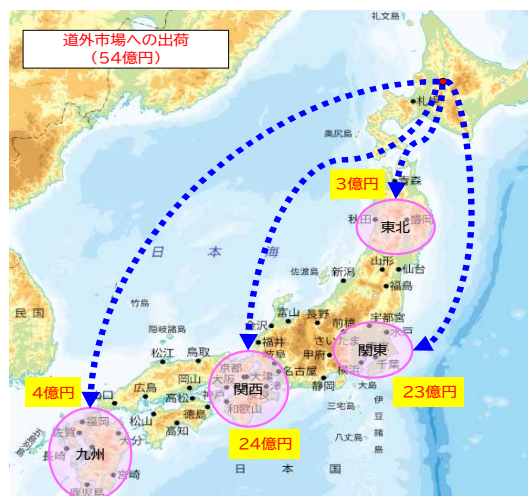 道外市場への出荷
(54億円)
礼文島
札
奥尻島
3億円
青森
秋田
盛岡
東北
日本海
山形
仙台
佐渡島
新潟
福島
竹島
富山
長野
宇都宮
金沢
前橋
水戸
隠岐諸島
福井
さいたま
民国
岐阜
甲府
関東
松江
鳥取
京都
大津
名古屋
横浜
千葉
4億円
岡山
大阪
関西
静岡
大島
広島
神戸
奈良
23億円
口
高松
和歌山
三宅島
伊豆諸島
福岡
松山
徳島
佐賀
大分
高知
24億円
八丈島
五島列島
長崎
九州
日本国
宮崎
鹿児島